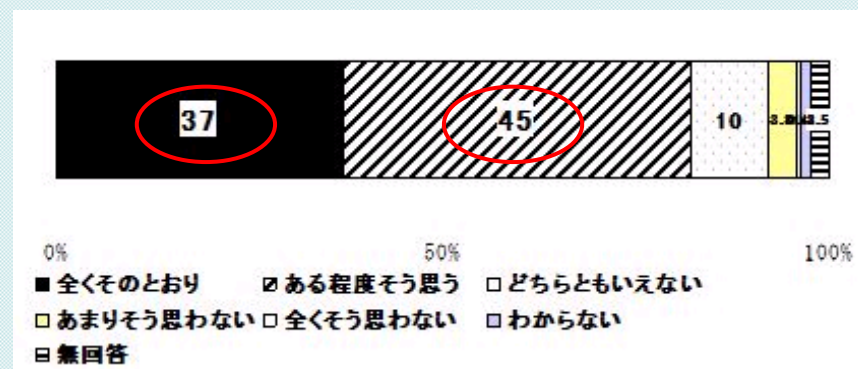 37 45 10
0% 50% 100%
■全くそのとおり ☑ある程度そう思う □どちらともいえない
□あまりそう思わない □全くそう思わない □わからない
⊟無回答